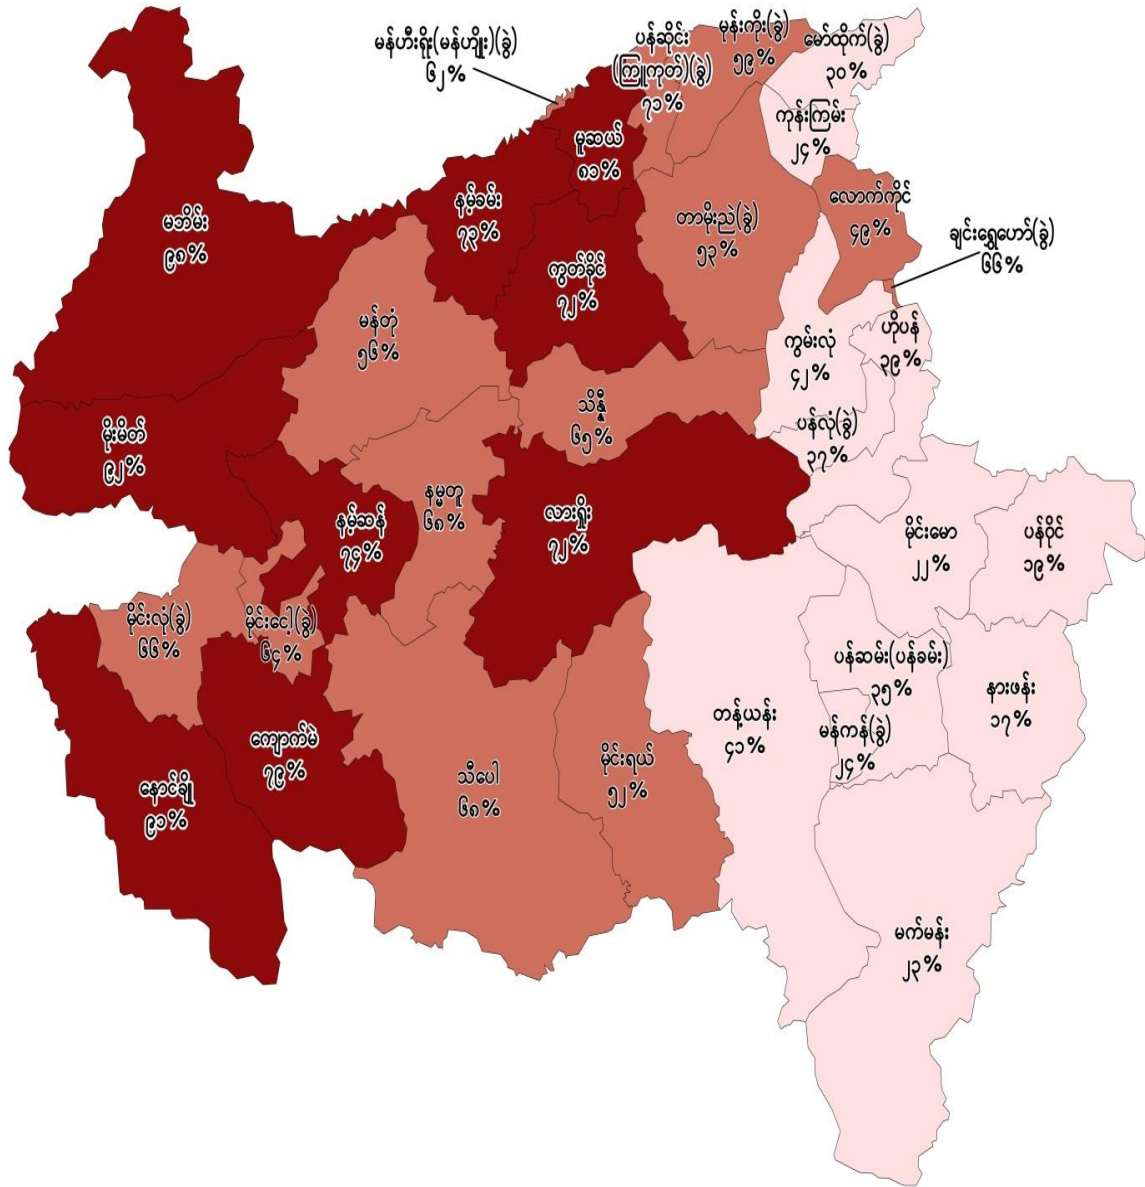 မန်ဟီးရိုး(မန်ဟျိုး)(ခွဲ)
၆၂%
ပန်ဆိုင်း
(ကြူကုတ်)(ခွဲ)
၇၁%
မုန်းကိုး(ခွဲ)
၅၉%
မော်ထိုက်(ခွဲ)
၃၀%
ကုန်းကြမ်း
၂၄%
မူဆယ်
၈၁%
နမ့်ခမ်း
၇၃%
မဘိမ်း
၉၈%
ကွတ်ခိုင်
၇၂%
တာမိုးညဲ(ခွဲ)
၅၃%
လောက်ကိုင်
၄၉%
ချင်းရွှေဟော်(ခွဲ)
၆၆%
မန်တုံ
၅၆%
ကွမ်းလုံ
၄၂%
ဟိုပန်
၃၉%
သိန္နီ
၆၅%
ပန်လုံ(ခွဲ)
၃၇%
မိုးမိတ်
၉၂%
နမ့်ဆန်
၇၄%
နမ္မတူ
၆၈%
လားရှိုး
၇၂%
မိုင်းမော
၂၂%
ပန်ဝိုင်
၁၉%
မိုင်းလုံ(ခွဲ)
၆၆%
မိုင်းငေါ့(ခွဲ)
၆၄%
ပန်ဆမ်း(ပန်ခမ်း)
၃၅%
နားဖန်း
၁၇%
တန့်ယန်း
၄၁%
မန်ကန်(ခွဲ)
၂၄%
ကျောက်မဲ
၇၉%
နောင်ချို
၉၁%
သီပေါ
၆၈%
မိုင်းရယ်
၅၂%
မက်မန်း
၂၃%